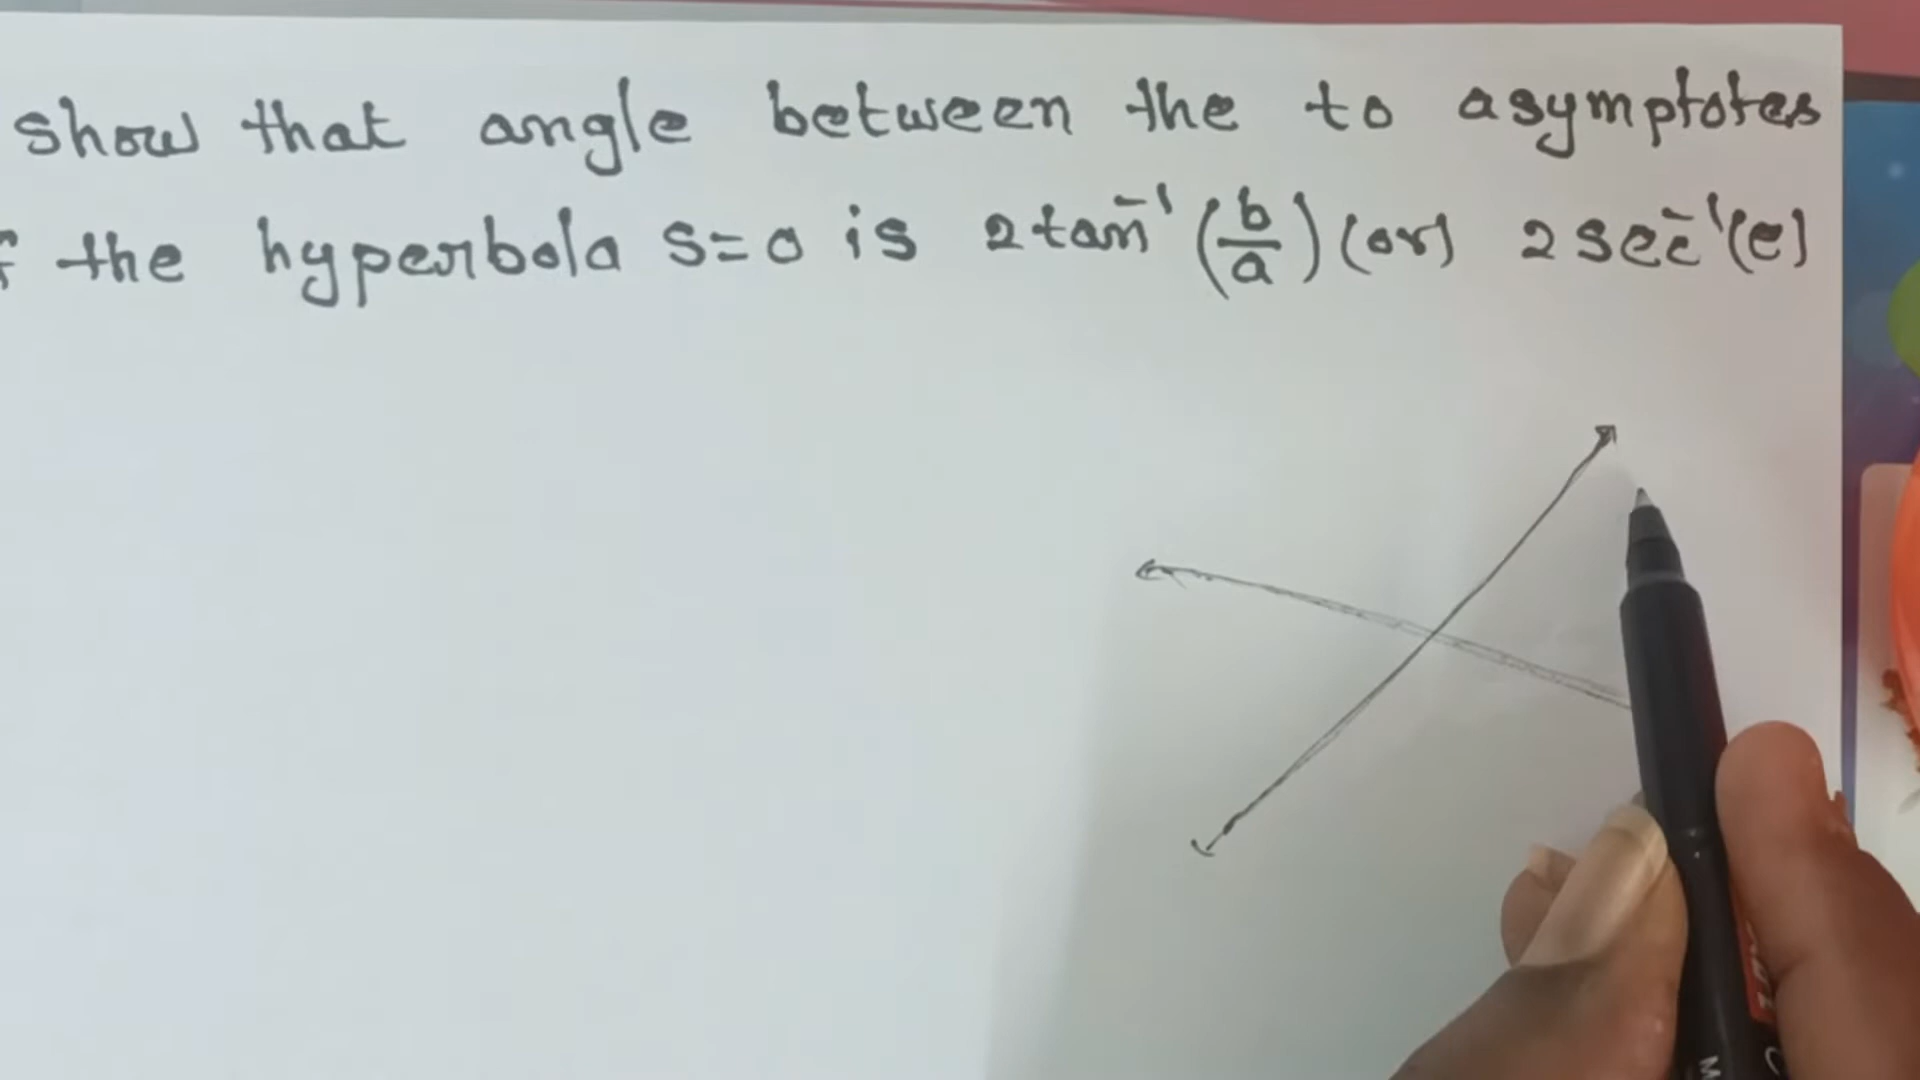 show that angle between the to asymptotes
f the hyperbola S=0 is 2tan⁻¹(b/a) (or) 2sec⁻¹(e)